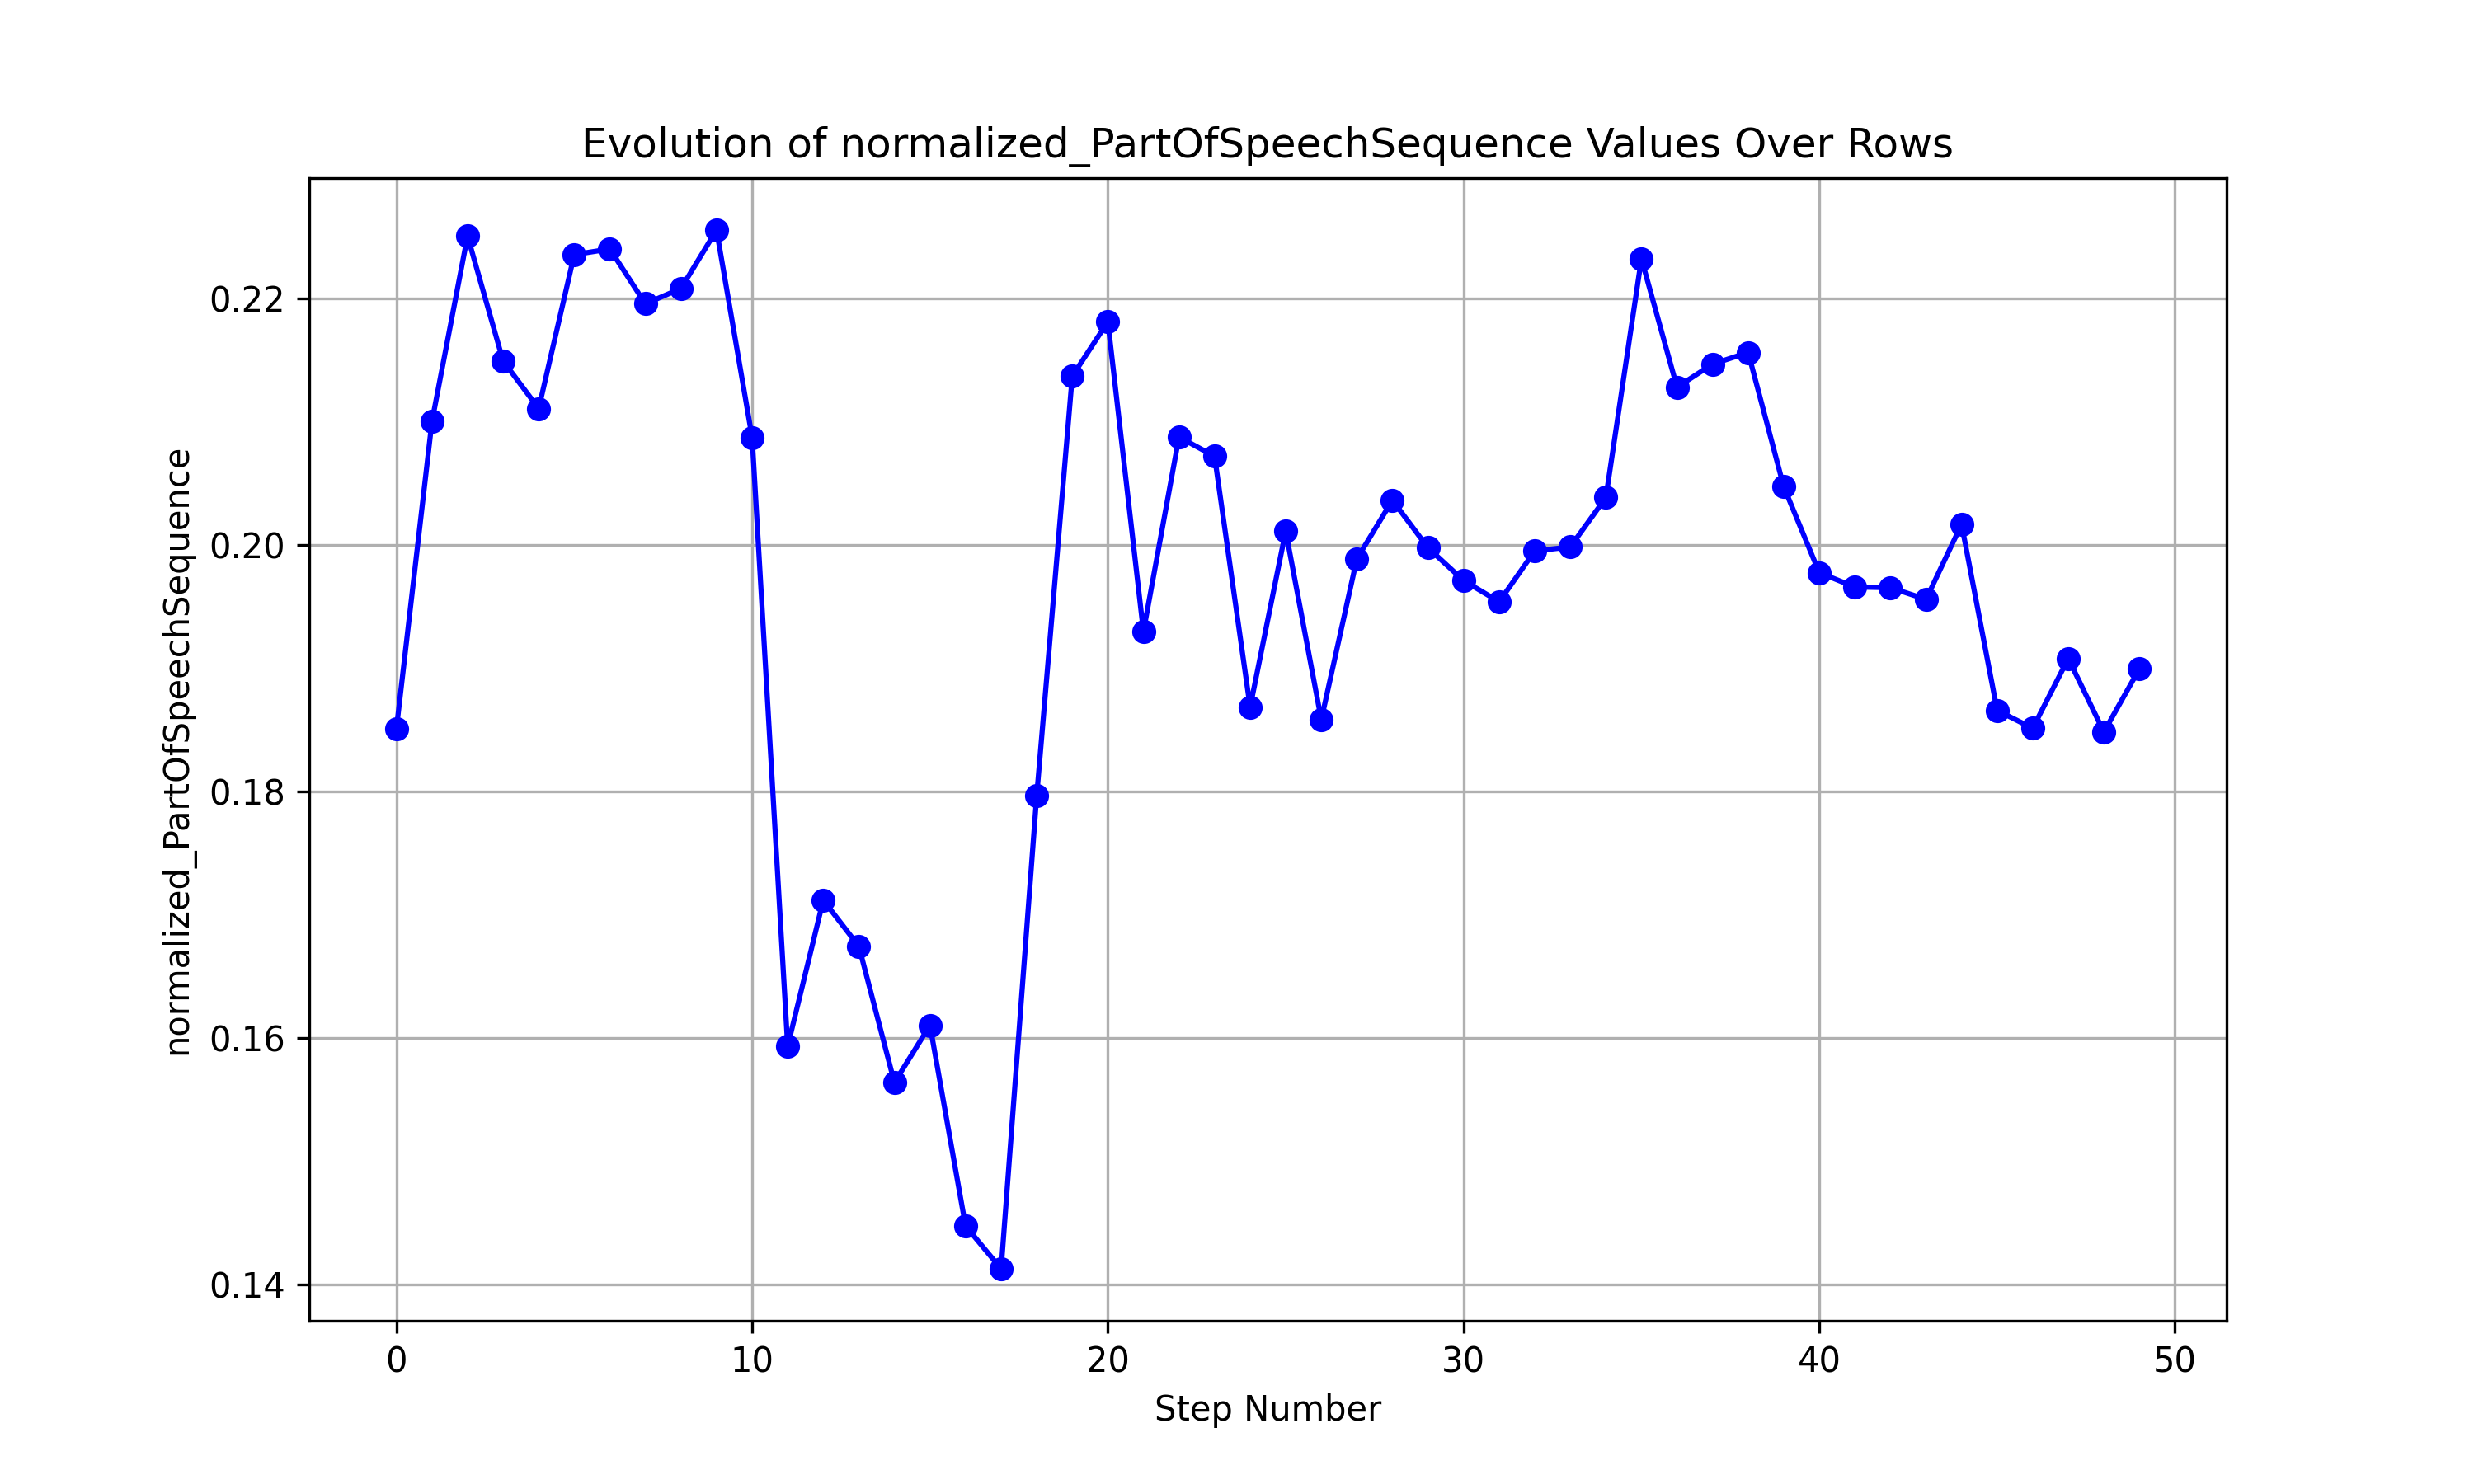 Evolution of normalized_PartOfSpeechSequence Values Over Rows
normalized_PartOfSpeechSequence
0.22
0.20
0.18
0.16
0.14
0 10 20 30 40 50
Step Number